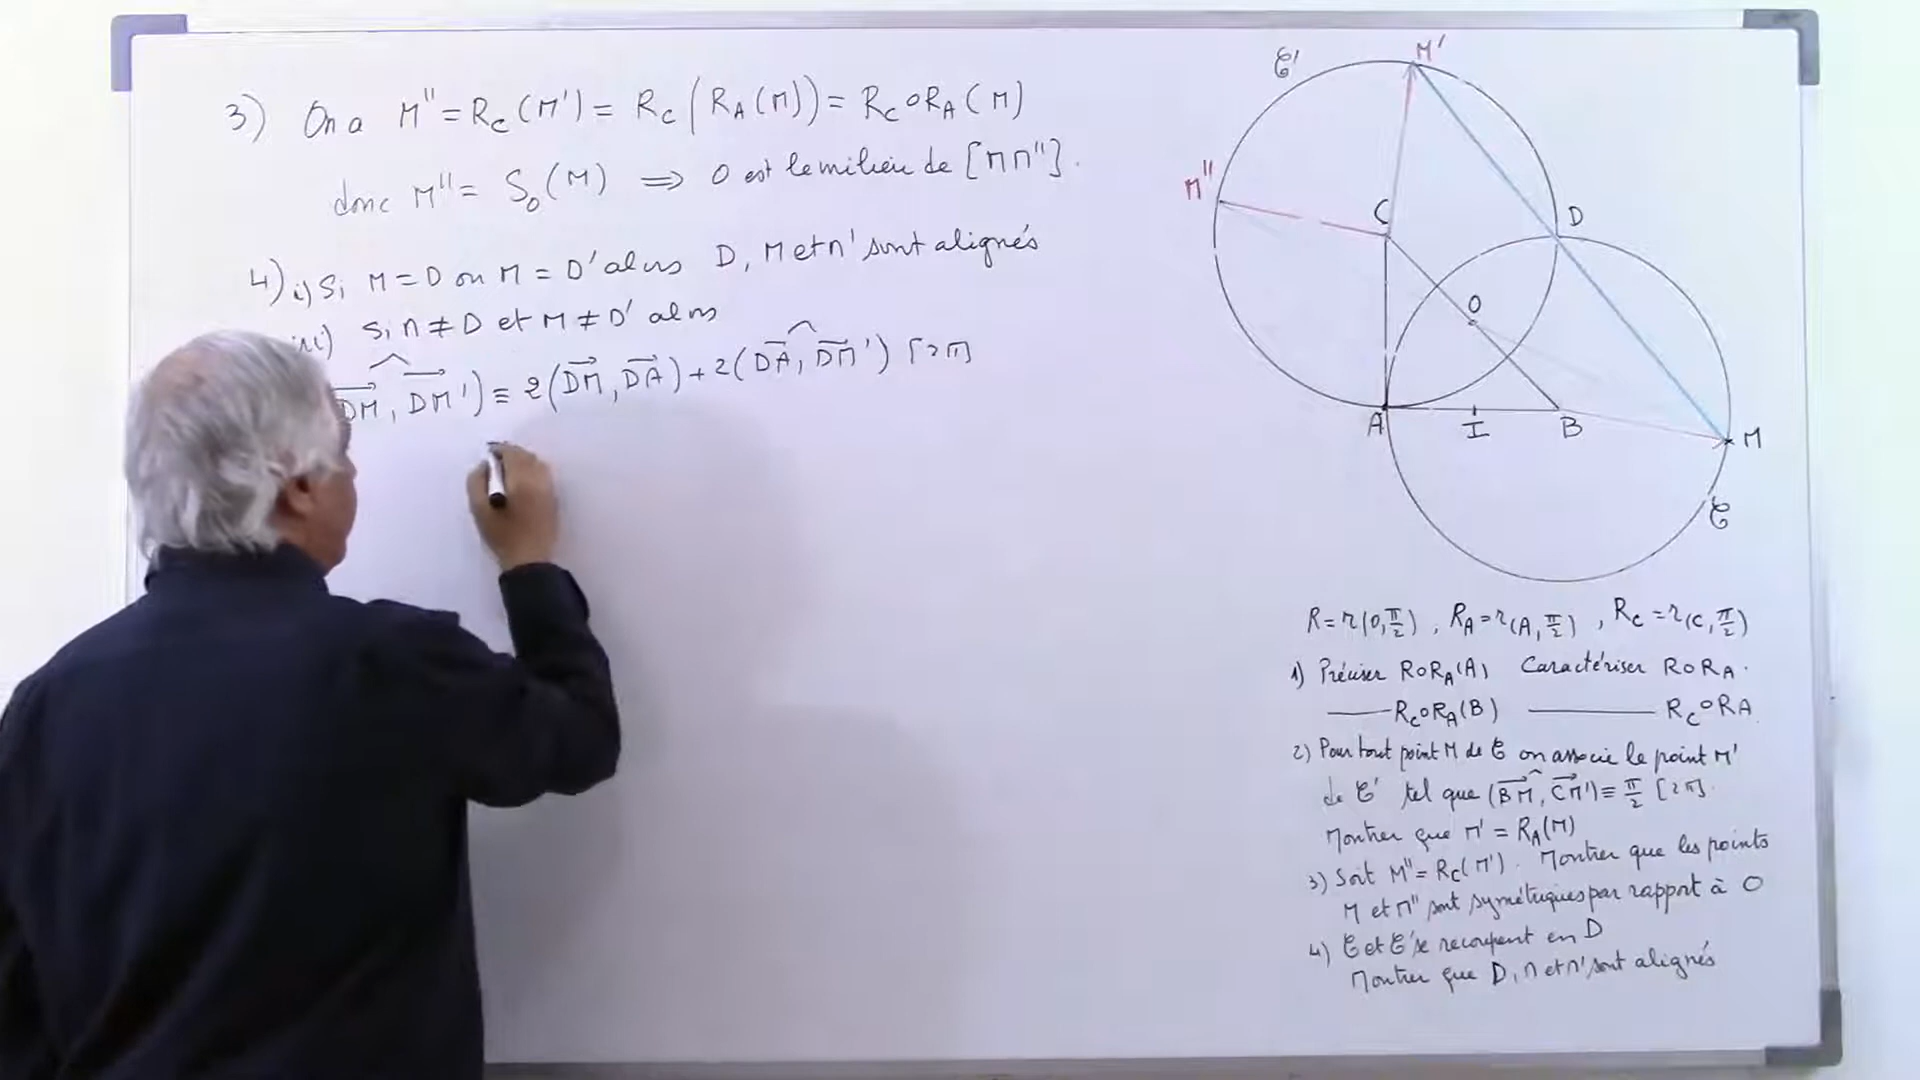 3) On a M'' = R_C(M') = R_C(R_A(M)) = R_C∘R_A(M)
donc M'' = S_O(M) ⟹ O est le milieu de [MM''].
4) i) Si M = D ou M = D' alors D, M et M' sont alignés
ii) Si M ≠ D et M ≠ D' alors
DM, DM') ≡ 2(DM, DA) + 2(DA, DM') [2π]
C'
M'
M''
C
D
O
A
I
B
M
C
R = r(O, π/2), R_A = r(A, π/2), R_C = r(C, π/2)
1) Préciser R∘R_A(A) Caractériser R∘R_A.
——— R_C∘R_A(B) ——— R_C∘R_A
2) Pour tout point M de C on associe le point M'
de C' tel que (BM, CM') ≡ π/2 [2π].
Montrer que M' = R_A(M)
3) Soit M'' = R_C(M'). Montrer que les points
M et M'' sont symétriques par rapport à O
4) C et C' se recoupent en D
Montrer que D, M et M' sont alignés